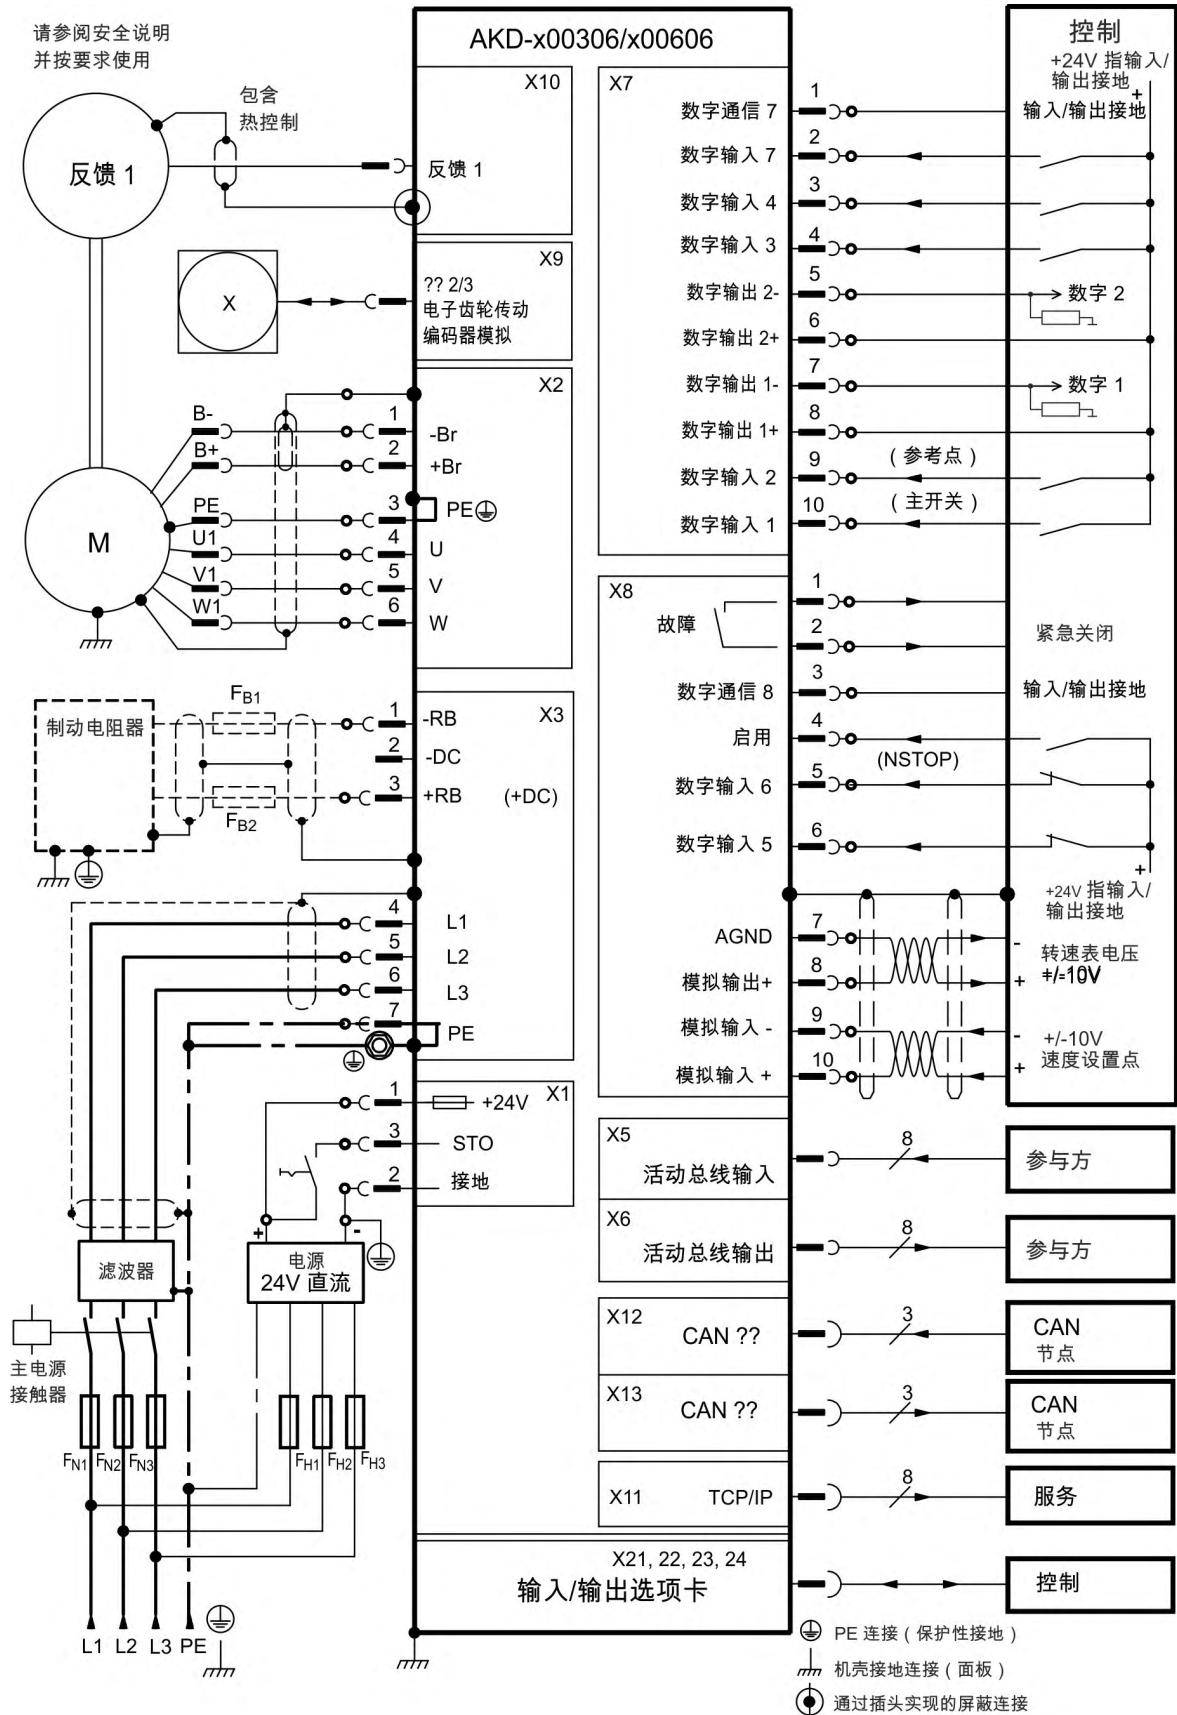 请参阅安全说明
并按要求使用
AKD-x00306/x00606
控制
+24V 指输入/
输出接地
+
包含
热控制
反馈 1
X10
反馈 1
X
X9
?? 2/3
电子齿轮传动
编码器模拟
X2
B-
1
-Br
B+
2
+Br
PE
3
PE
U1
4
U
V1
5
V
W1
6
W
M
制动电阻器
FB1
FB2
X3
1
-RB
2
-DC
3
+RB
(+DC)
4
L1
5
L2
6
L3
7
PE
X1
1
+24V
3
STO
2
接地
+
-
电源
24V 直流
滤波器
主电源
接触器
FN1
FN2
FN3
FH1
FH2
FH3
L1
L2
L3
PE
X7
数字通信 7
1
输入/输出接地
数字输入 7
2
数字输入 4
3
数字输入 3
4
数字输出 2-
5
数字 2
数字输出 2+
6
数字输出 1-
7
数字 1
数字输出 1+
8
数字输入 2
9
（参考点）
数字输入 1
10
（主开关）
X8
故障
1
2
紧急关闭
数字通信 8
3
输入/输出接地
启用
4
数字输入 6
5
(NSTOP)
数字输入 5
6
+
+24V 指输入/
输出接地
AGND
7
-
模拟输出+
8
+
转速表电压
+/-10V
模拟输入 -
9
-
模拟输入 +
10
+
+/-10V
速度设置点
X5
活动总线输入
8
参与方
X6
活动总线输出
8
参与方
X12
CAN ??
3
CAN
节点
X13
CAN ??
3
CAN
节点
X11
TCP/IP
8
服务
X21, 22, 23, 24
输入/输出选项卡
控制
PE 连接（保护性接地）
机壳接地连接（面板）
通过插头实现的屏蔽连接